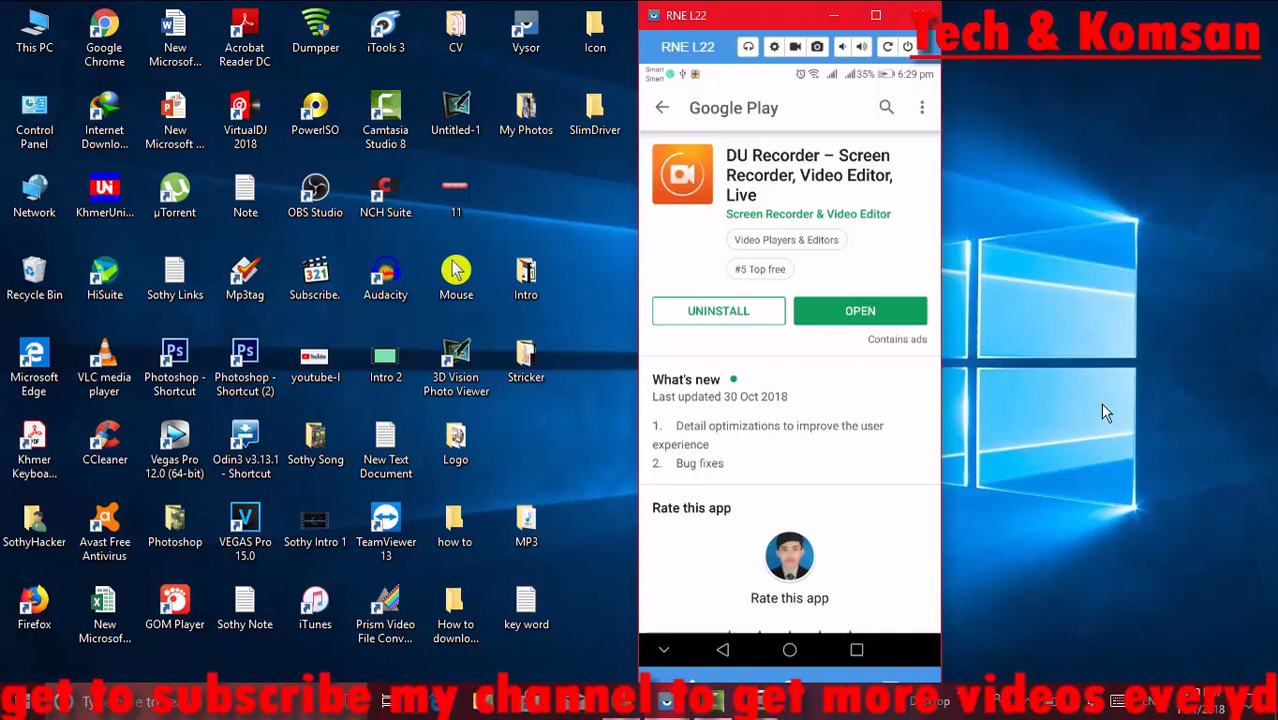 RNE L22
Tech & Komsan
RNE L22
Smart
Smart
35%
6:29 pm
Google Play
DU Recorder – Screen
Recorder, Video Editor,
Live
Screen Recorder & Video Editor
Video Players & Editors
#5 Top free
UNINSTALL
OPEN
Contains ads
What's new
Last updated 30 Oct 2018
1. Detail optimizations to improve the user
experience
2. Bug fixes
Rate this app
Rate this app
This PC
Google
Chrome
New
Microsof...
Acrobat
Reader DC
Dumpper
iTools 3
CV
Vysor
Icon
Control
Panel
Internet
Downlo...
New
Microsoft ...
VirtualDJ
2018
PowerISO
Camtasia
Studio 8
Untitled-1
My Photos
SlimDriver
Network
KhmerUni...
µTorrent
Note
OBS Studio
NCH Suite
11
Recycle Bin
HiSuite
Sothy Links
Mp3tag
Subscribe.
Audacity
Mouse
Intro
Microsoft
Edge
VLC media
player
Photoshop -
Shortcut
Photoshop -
Shortcut (2)
youtube-l
Intro 2
3D Vision
Photo Viewer
Stricker
Khmer
Keyboa...
CCleaner
Vegas Pro
12.0 (64-bit)
Odin3 v3.13.1
- Shortcut
Sothy Song
New Text
Document
Logo
SothyHacker
Avast Free
Antivirus
Photoshop
VEGAS Pro
15.0
Sothy Intro 1
TeamViewer
13
how to
MP3
Firefox
New
Microsof...
GOM Player
Sothy Note
iTunes
Prism Video
File Conv...
How to
downlo...
key word
get to subscribe my channel to get more videos everyd
Desktop